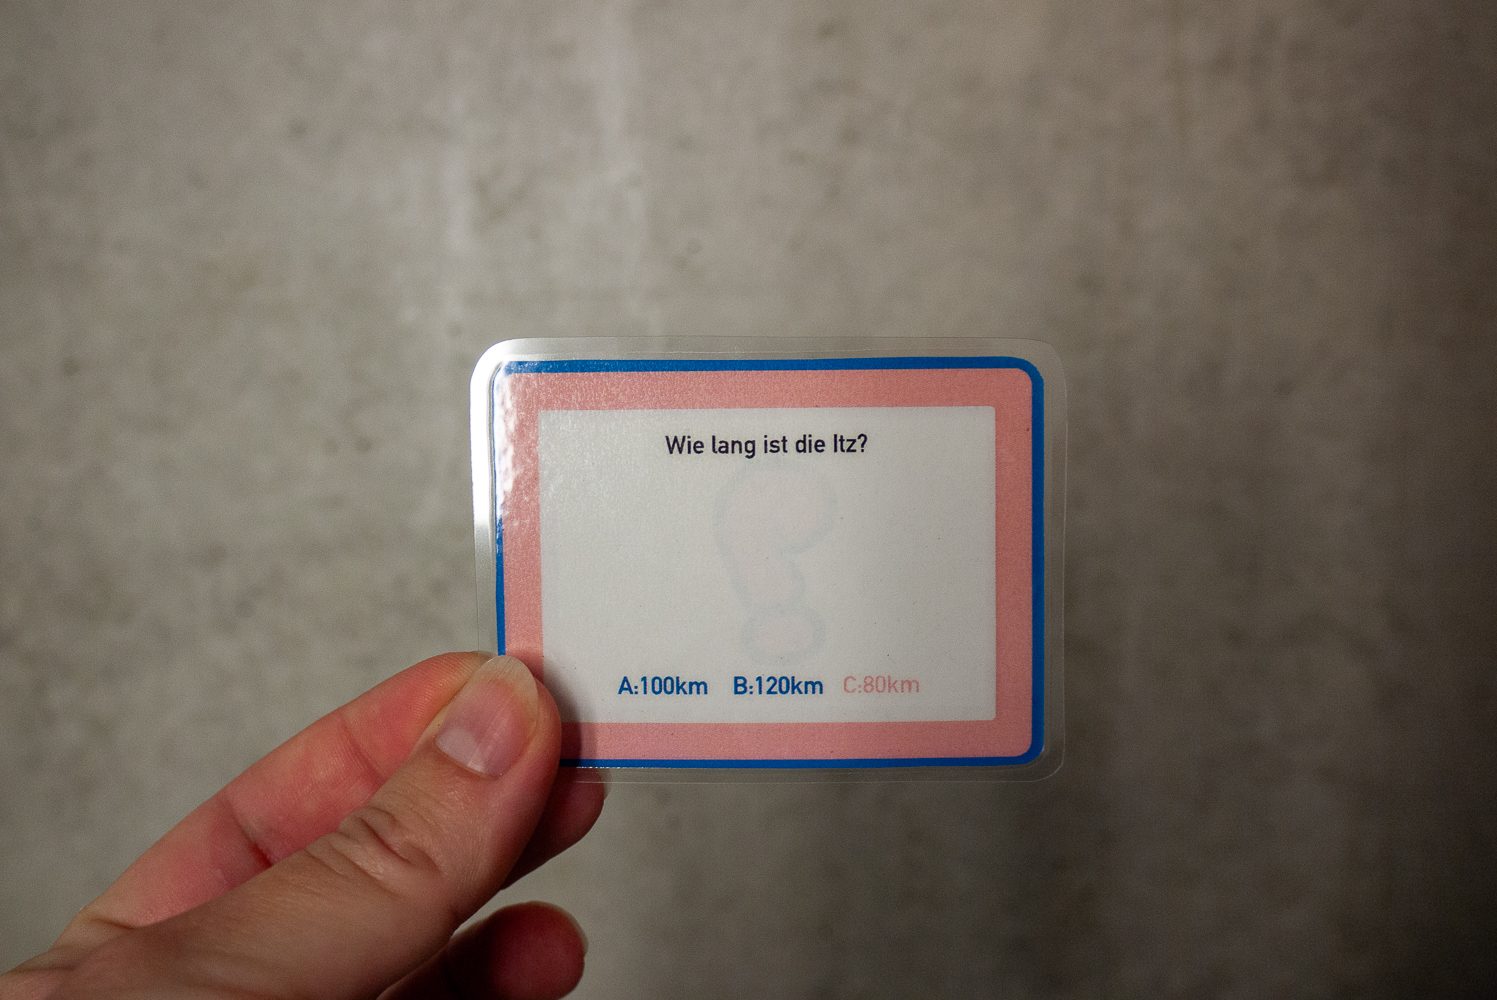 Wie lang ist die Itz?
A:100km B:120km C:80km